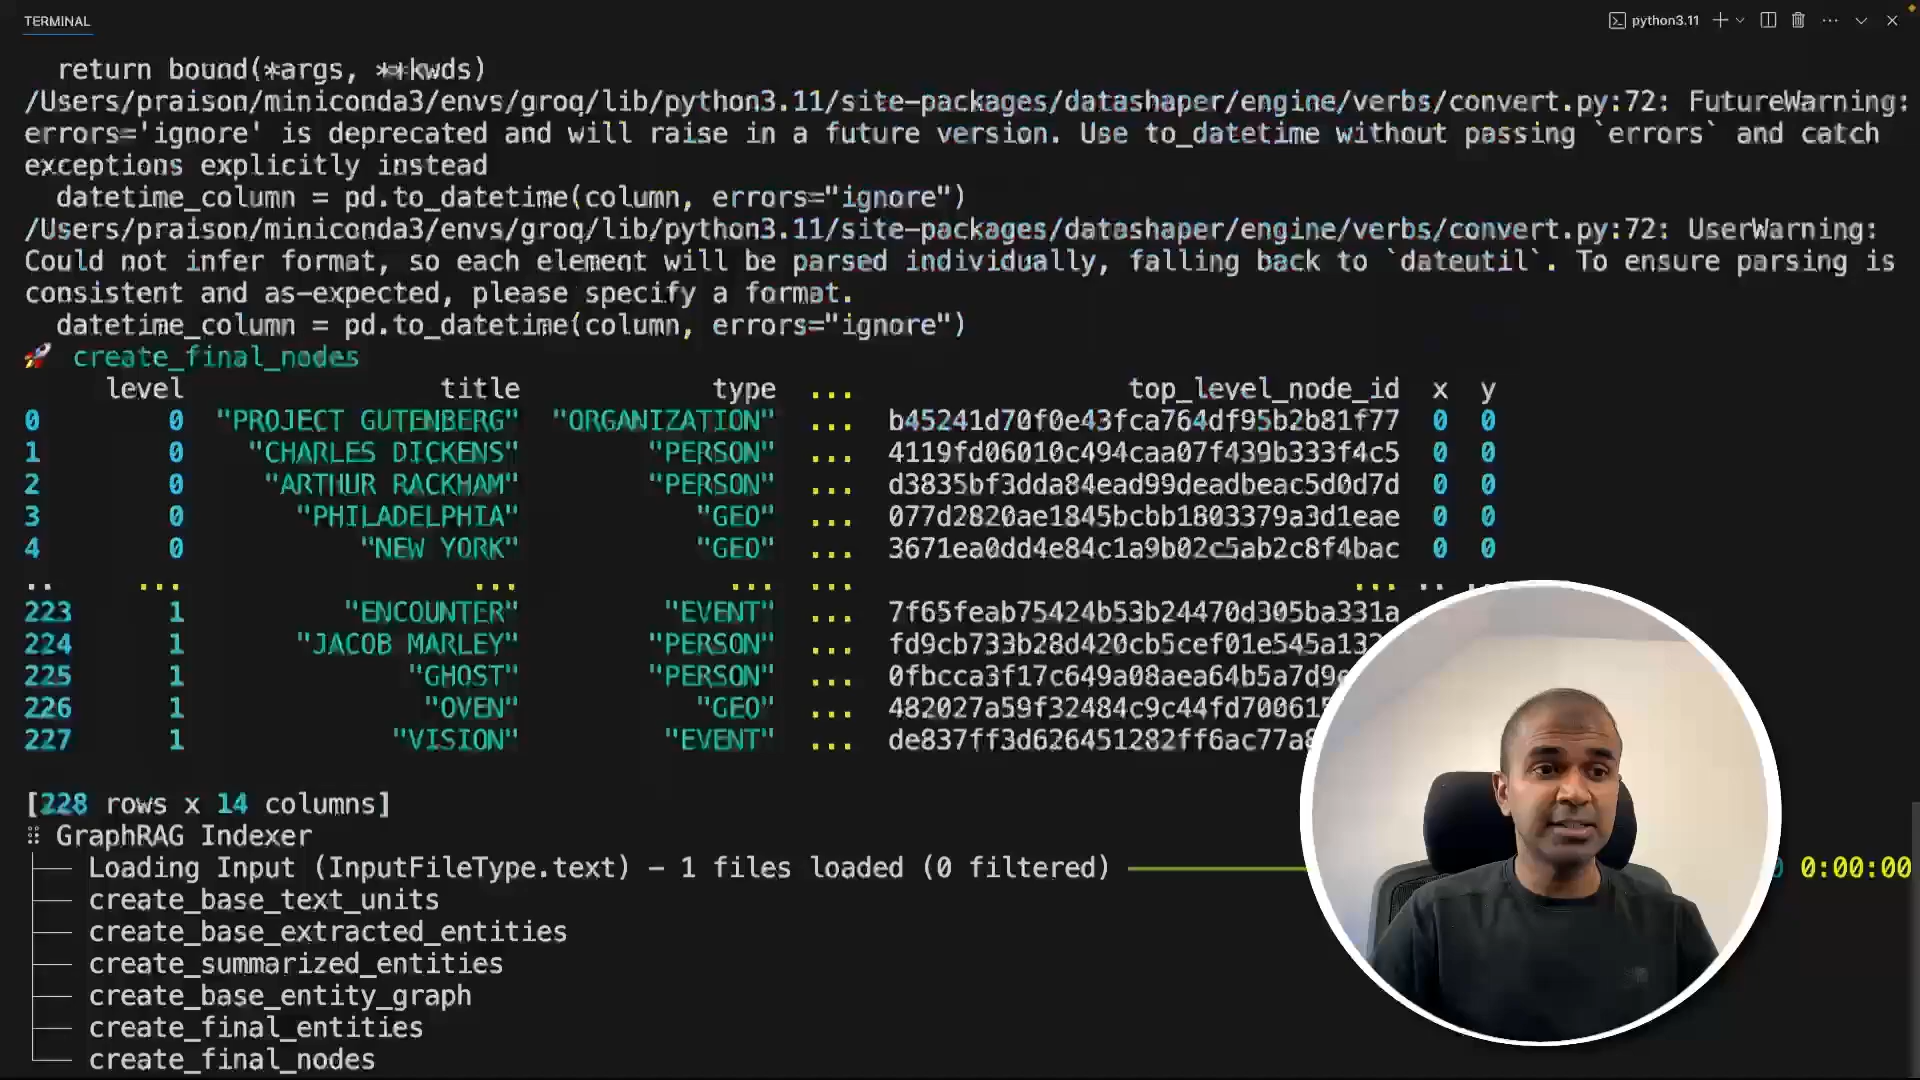 TERMINAL
python3.11
return bound(*args, **kwds)
/Users/praison/miniconda3/envs/groq/lib/python3.11/site-packages/datashaper/engine/verbs/convert.py:72: FutureWarning:
errors='ignore' is deprecated and will raise in a future version. Use to_datetime without passing `errors` and catch
exceptions explicitly instead
datetime_column = pd.to_datetime(column, errors="ignore")
/Users/praison/miniconda3/envs/groq/lib/python3.11/site-packages/datashaper/engine/verbs/convert.py:72: UserWarning:
Could not infer format, so each element will be parsed individually, falling back to `dateutil`. To ensure parsing is
consistent and as-expected, please specify a format.
datetime_column = pd.to_datetime(column, errors="ignore")
🚀 create_final_nodes
level title type ... top_level_node_id x y
0 0 "PROJECT GUTENBERG" "ORGANIZATION" ... b45241d70f0e43fca764df95b2b81f77 0 0
1 0 "CHARLES DICKENS" "PERSON" ... 4119fd06010c494caa07f439b333f4c5 0 0
2 0 "ARTHUR RACKHAM" "PERSON" ... d3835bf3dda84ead99deadbeac5d0d7d 0 0
3 0 "PHILADELPHIA" "GEO" ... 077d2820ae1845bcbb1803379a3d1eae 0 0
4 0 "NEW YORK" "GEO" ... 3671ea0dd4e84c1a9b02c5ab2c8f4bac 0 0
.. ... ... ... ... ... .. ..
223 1 "ENCOUNTER" "EVENT" ... 7f65feab75424b53b24470d305ba331a
224 1 "JACOB MARLEY" "PERSON" ... fd9cb733b28d420cb5cef01e545a13
225 1 "GHOST" "PERSON" ... 0fbcca3f17c649a08aea64b5a7d9
226 1 "OVEN" "GEO" ... 482027a59f32484c9c44fd70061
227 1 "VISION" "EVENT" ... de837ff3d626451282ff6ac77a
[228 rows x 14 columns]
⠿ GraphRAG Indexer
├── Loading Input (InputFileType.text) - 1 files loaded (0 filtered) 0:00:00
├── create_base_text_units
├── create_base_extracted_entities
├── create_summarized_entities
├── create_base_entity_graph
├── create_final_entities
└── create_final_nodes